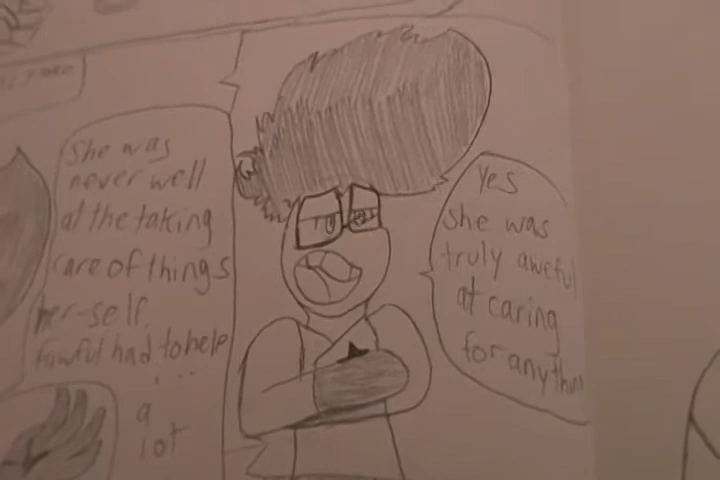 She was
never well
at the taking
care of things
her-self.
fawful had to help
...
a
lot
Yes
she was
truly aweful
at caring
for anything